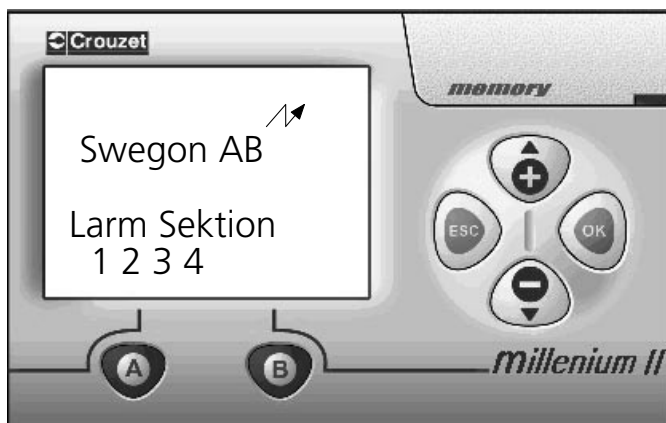 Crouzet
memory
Swegon AB
Larm Sektion
1 2 3 4
ESC
OK
A
B
millenium II